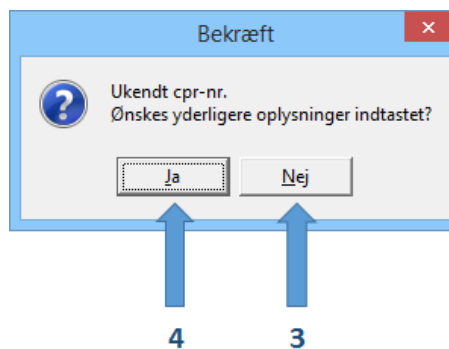 Bekræft
Ukendt cpr-nr.
Ønskes yderligere oplysninger indtastet?
Ja Nej
4 3